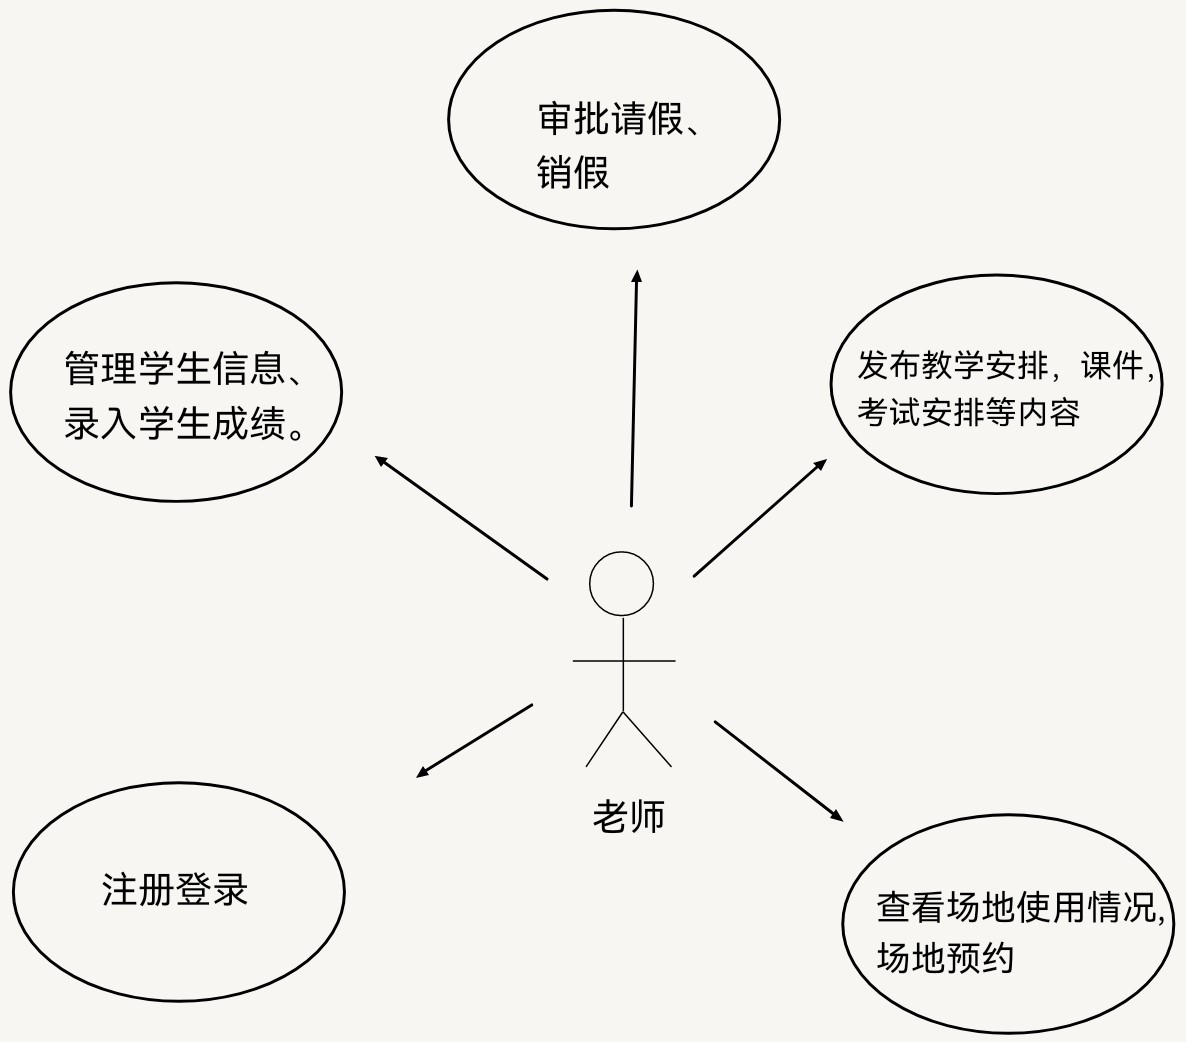 审批请假、
销假
管理学生信息、
录入学生成绩。
发布教学安排，课件，
考试安排等内容
老师
注册登录
查看场地使用情况，
场地预约